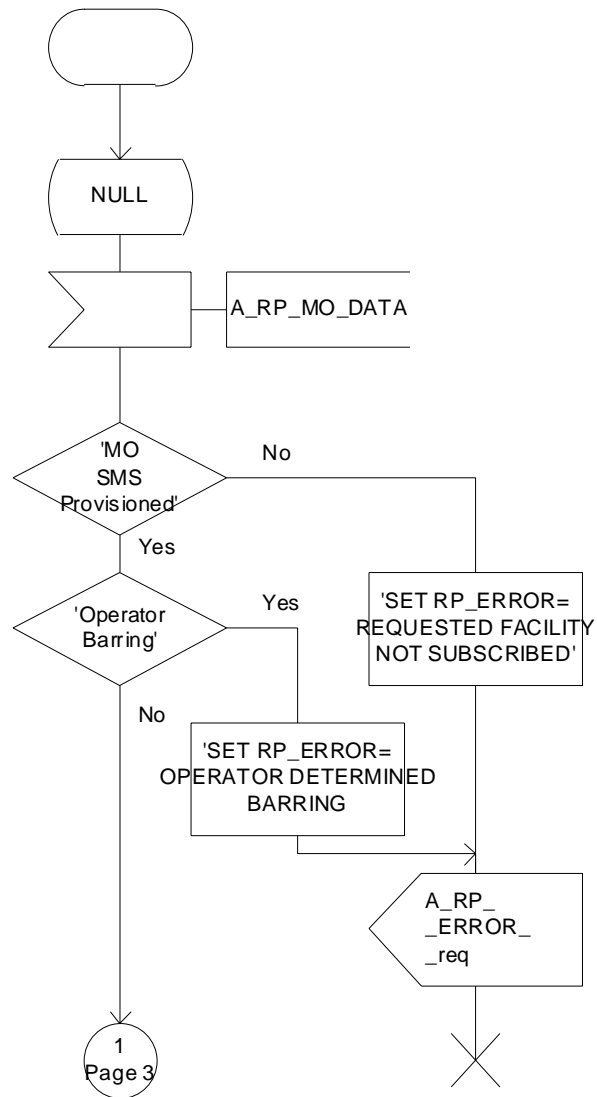 NULL
A_RP_MO_DATA
'MO
SMS
Provisioned'
No
Yes
'Operator
Barring'
Yes
'SET RP_ERROR=
REQUESTED FACILITY
NOT SUBSCRIBED'
No
'SET RP_ERROR=
OPERATOR DETERMINED
BARRING
A_RP_
_ERROR_
_req
1
Page 3